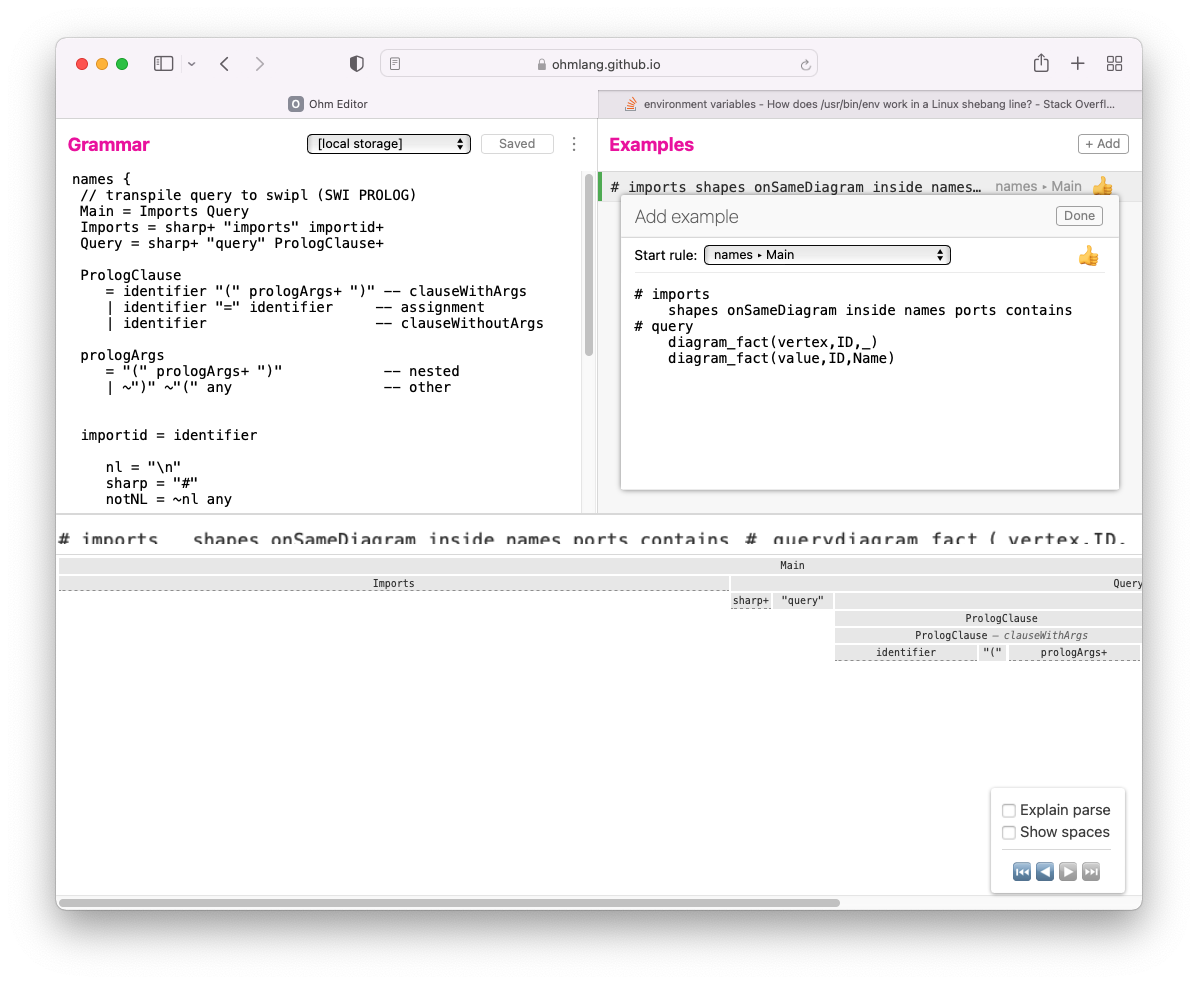 ohmlang.github.io
O Ohm Editor
environment variables - How does /usr/bin/env work in a Linux shebang line? - Stack Overfl...
Grammar
[local storage]
Saved
names {
// transpile query to swipl (SWI PROLOG)
Main = Imports Query
Imports = sharp+ "imports" importid+
Query = sharp+ "query" PrologClause+
PrologClause
= identifier "(" prologArgs+ ")" -- clauseWithArgs
| identifier "=" identifier -- assignment
| identifier -- clauseWithoutArgs
prologArgs
= "(" prologArgs+ ")" -- nested
| ~")" ~"(" any -- other
importid = identifier
nl = "\n"
sharp = "#"
notNL = ~nl any
Examples
+ Add
# imports shapes onSameDiagram inside names… names ▸ Main 👍
Add example
Done
Start rule: names ▸ Main 👍
# imports
shapes onSameDiagram inside names ports contains
# query
diagram_fact(vertex,ID,_)
diagram_fact(value,ID,Name)
# imports shapes onSameDiagram inside names ports contains # querydiagram fact ( vertex,ID,
Main
Imports Query
sharp+ "query"
PrologClause
PrologClause – clauseWithArgs
identifier "(" prologArgs+
Explain parse
Show spaces